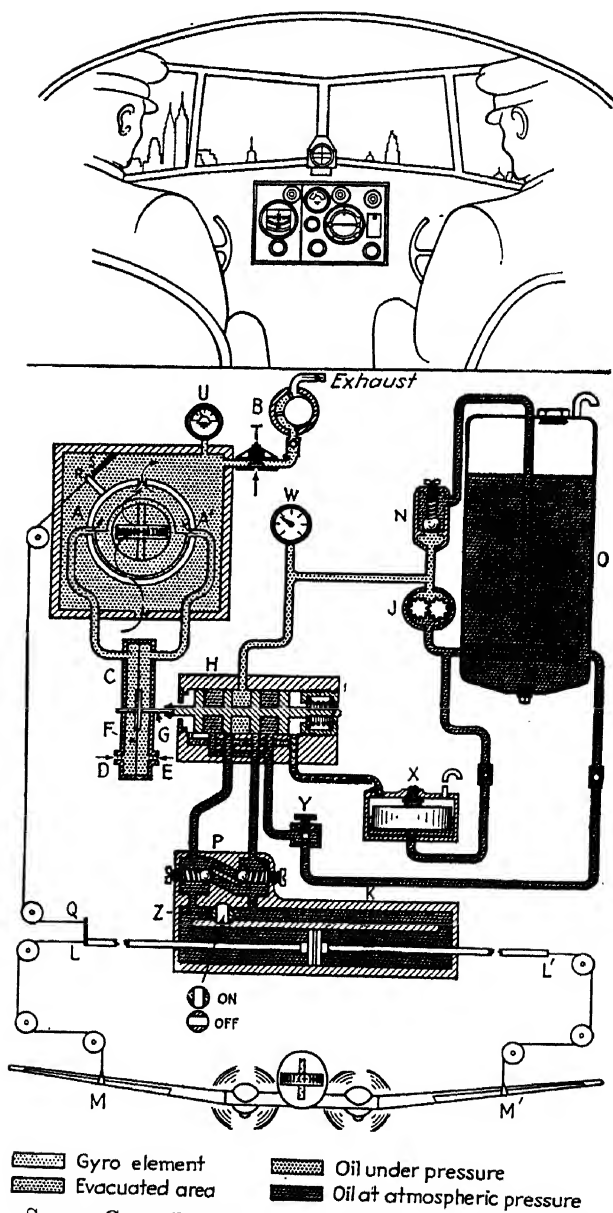 Exhaust
U
B
T
W
R
A
A'
N
O
J
C
H
I
F
G
D
E
X
Y
P
K
Z
Q
L
L'
ON
OFF
M
M'
Gyro element
Oil under pressure
Evacuated area
Oil at atmospheric pressure